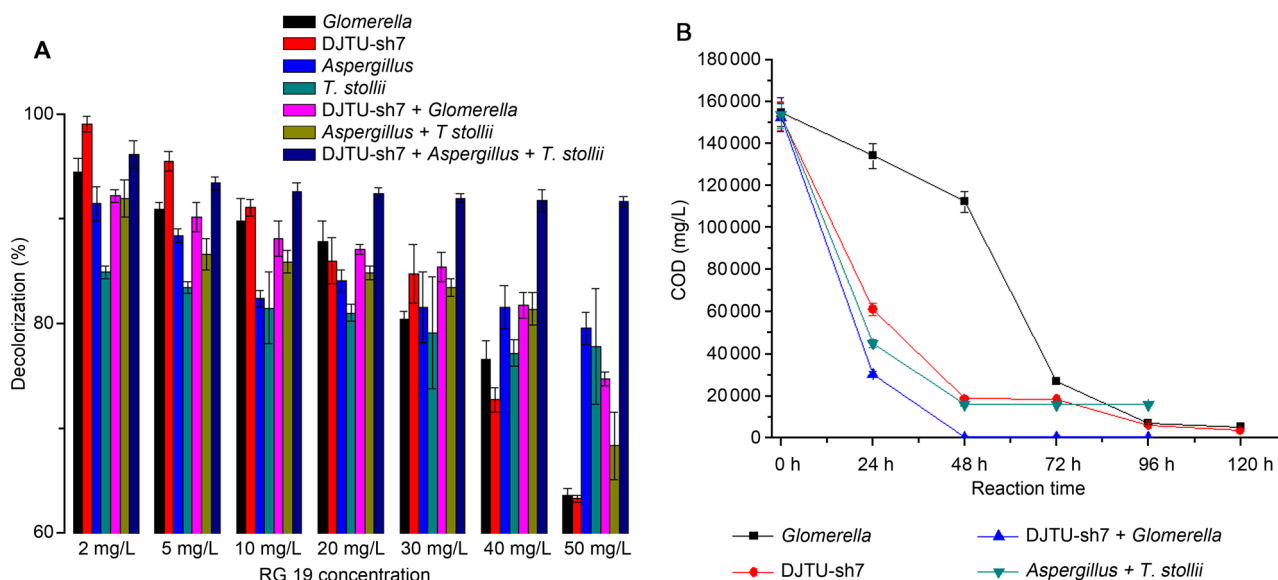 A
Glomerella
DJTU-sh7
Aspergillus
T. stollii
DJTU-sh7 + Glomerella
Aspergillus + T stollii
DJTU-sh7 + Aspergillus + T. stollii
100
80
60
Decolorization (%)
2 mg/L 5 mg/L 10 mg/L 20 mg/L 30 mg/L 40 mg/L 50 mg/L
RG 19 concentration
B
180 000
160 000
140 000
120 000
100 000
80 000
60 000
40 000
20 000
0
COD (mg/L)
0 h 24 h 48 h 72 h 96 h 120 h
Reaction time
Glomerella DJTU-sh7 + Glomerella
DJTU-sh7 Aspergillus + T. stollii